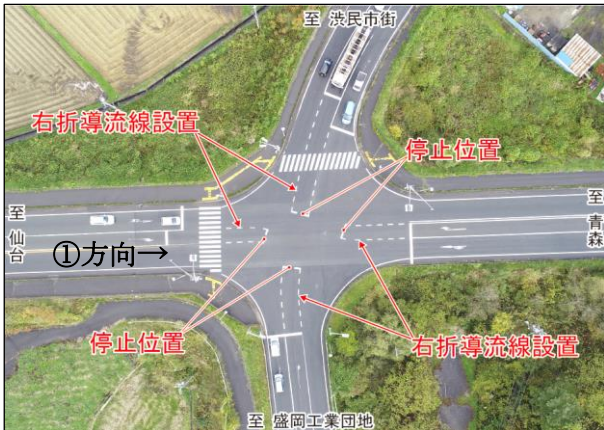 至 渋民市街
右折導流線設置
停止位置
至 仙台
至 青森
①方向→
停止位置
右折導流線設置
至 盛岡工業団地